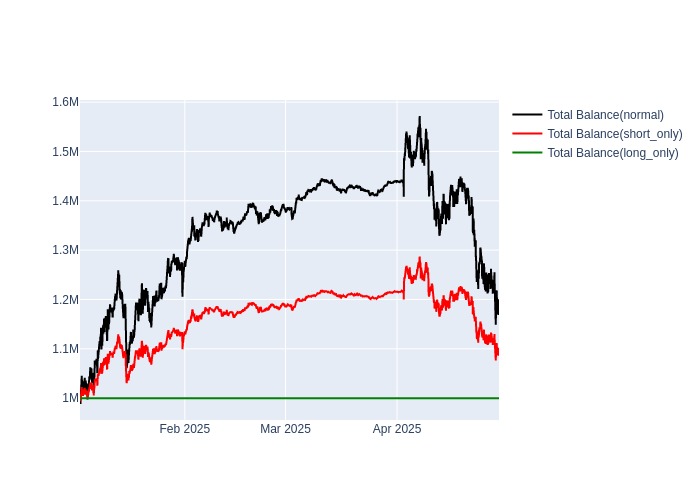 1.6M
1.5M
1.4M
1.3M
1.2M
1.1M
1M
Feb 2025
Mar 2025
Apr 2025
Total Balance(normal)
Total Balance(short_only)
Total Balance(long_only)